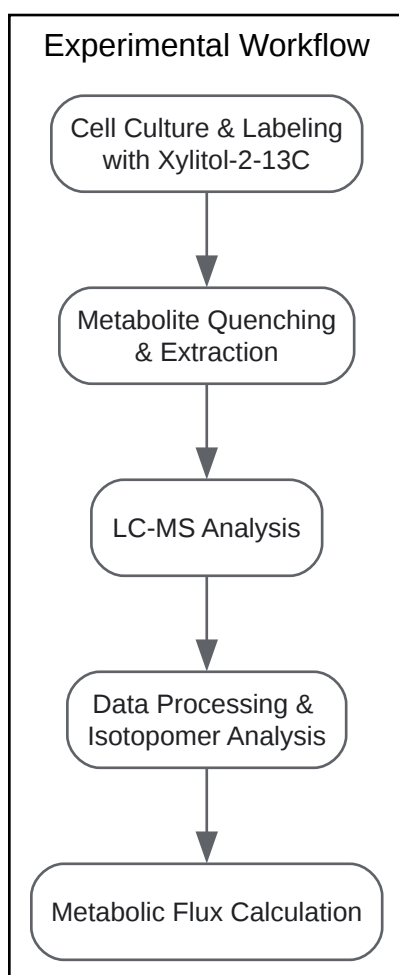 Experimental Workflow
Cell Culture & Labeling
with Xylitol-2-13C
Metabolite Quenching
& Extraction
LC-MS Analysis
Data Processing &
Isotopomer Analysis
Metabolic Flux Calculation